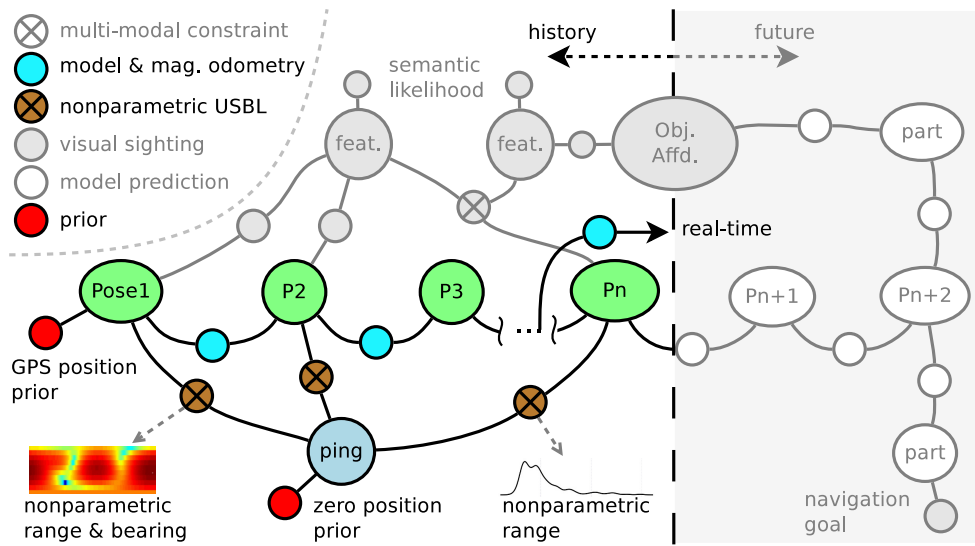 multi-modal constraint
model & mag. odometry
nonparametric USBL
visual sighting
model prediction
prior
semantic
likelihood
history
future
feat.
feat.
Obj.
Affd.
part
real-time
Pose1
P2
P3
Pn
Pn+1
Pn+2
GPS position
prior
ping
part
nonparametric
range & bearing
zero position
prior
nonparametric
range
navigation
goal